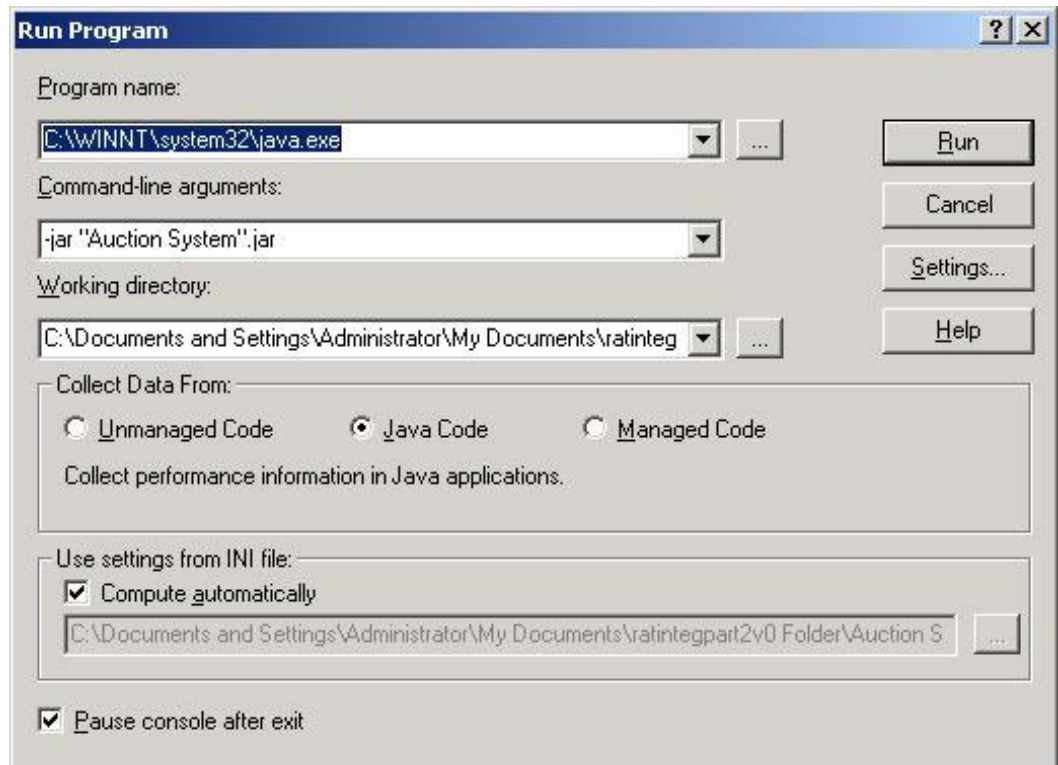 Run Program
Program name:
C:\WINNT\system32\java.exe
...
Run
Command-line arguments:
Cancel
-jar "Auction System".jar
Settings...
Working directory:
C:\Documents and Settings\Administrator\My Documents\ratinteg
...
Help
Collect Data From:
Unmanaged Code Java Code Managed Code
Collect performance information in Java applications.
Use settings from INI file:
Compute automatically
C:\Documents and Settings\Administrator\My Documents\ratintegpart2v0 Folder\Auction S
...
Pause console after exit